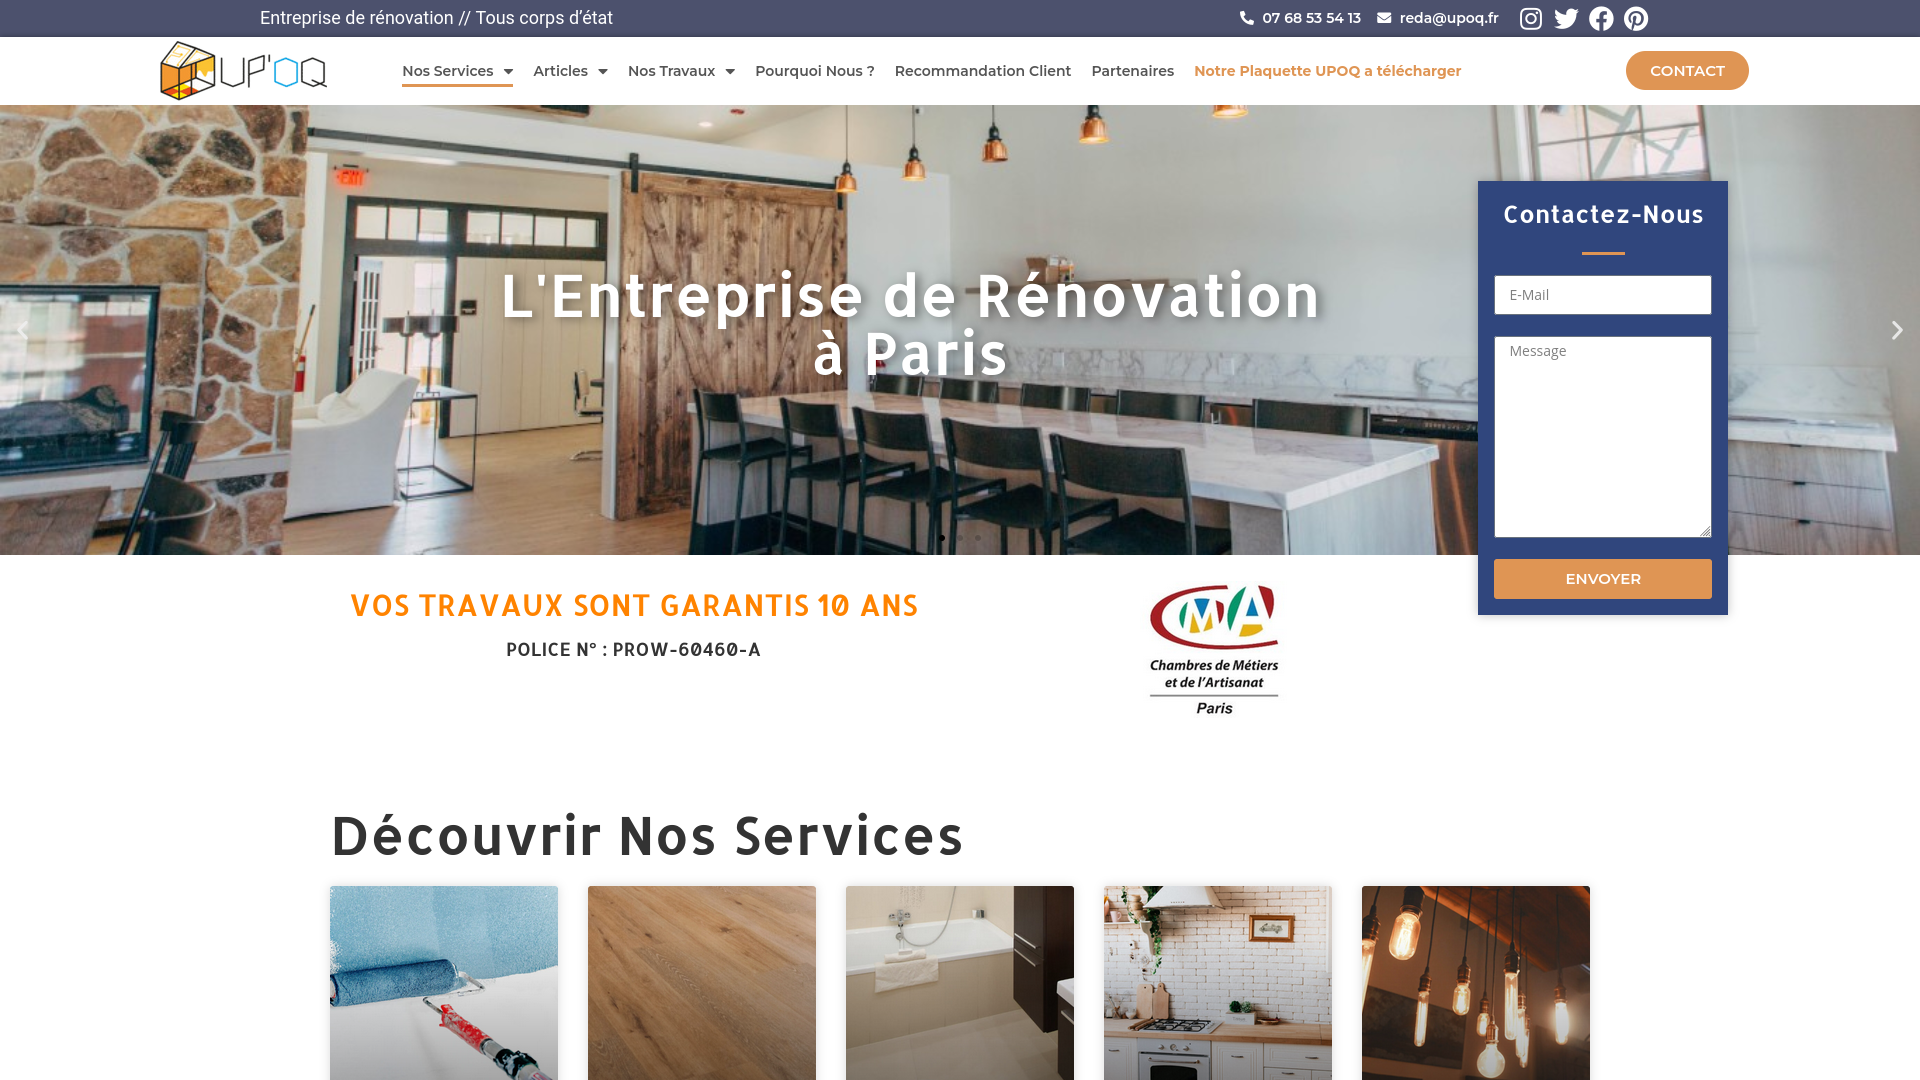 Entreprise de rénovation // Tous corps d’état
07 68 53 54 13
reda@upoq.fr
UP'OQ
Nos Services
Articles
Nos Travaux
Pourquoi Nous ?
Recommandation Client
Partenaires
Notre Plaquette UPOQ a télécharger
CONTACT
L'Entreprise de Rénovation
à Paris
Contactez-Nous
E-Mail
Message
ENVOYER
VOS TRAVAUX SONT GARANTIS 10 ANS
POLICE N° : PROW-60460-A
CMA
Chambres de Métiers
et de l'Artisanat
Paris
Découvrir Nos Services